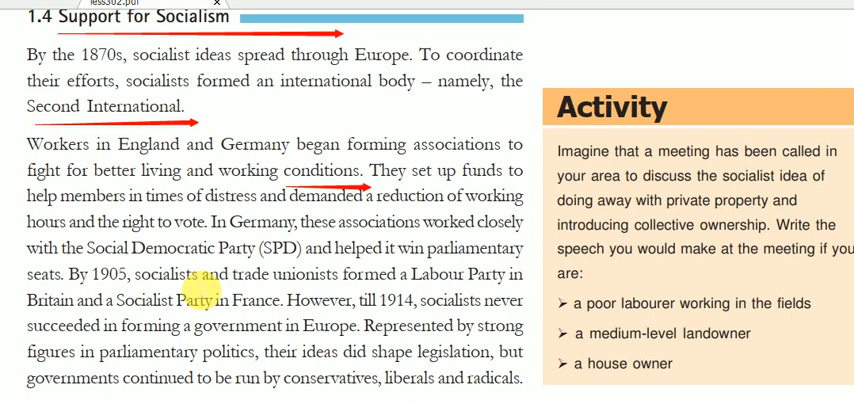 less302.pdf
1.4 Support for Socialism
By the 1870s, socialist ideas spread through Europe. To coordinate
their efforts, socialists formed an international body – namely, the
Second International.
Workers in England and Germany began forming associations to
fight for better living and working conditions. They set up funds to
help members in times of distress and demanded a reduction of working
hours and the right to vote. In Germany, these associations worked closely
with the Social Democratic Party (SPD) and helped it win parliamentary
seats. By 1905, socialists and trade unionists formed a Labour Party in
Britain and a Socialist Party in France. However, till 1914, socialists never
succeeded in forming a government in Europe. Represented by strong
figures in parliamentary politics, their ideas did shape legislation, but
governments continued to be run by conservatives, liberals and radicals.
Activity
Imagine that a meeting has been called in
your area to discuss the socialist idea of
doing away with private property and
introducing collective ownership. Write the
speech you would make at the meeting if you
are:
➢ a poor labourer working in the fields
➢ a medium-level landowner
➢ a house owner